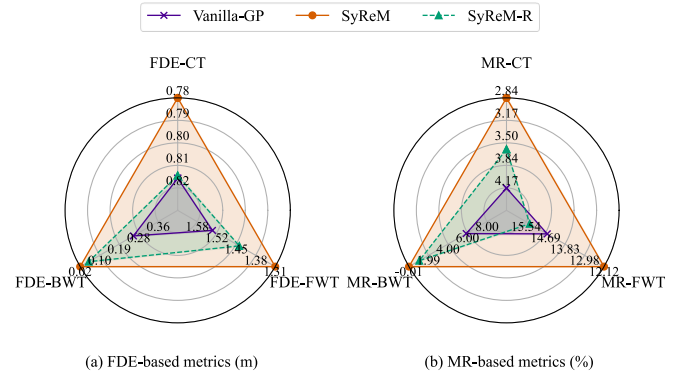 Vanilla-GP
SyReM
SyReM-R
FDE-CT
0.78
0.79
0.80
0.81
0.82
0.36
0.28
0.19
0.10
0.02
FDE-BWT
1.58
1.52
1.45
1.38
1.31
FDE-FWT
(a) FDE-based metrics (m)
MR-CT
2.84
3.17
3.50
3.84
4.17
8.00
6.00
4.00
1.99
-0.01
MR-BWT
15.54
14.69
13.83
12.98
12.12
MR-FWT
(b) MR-based metrics (%)